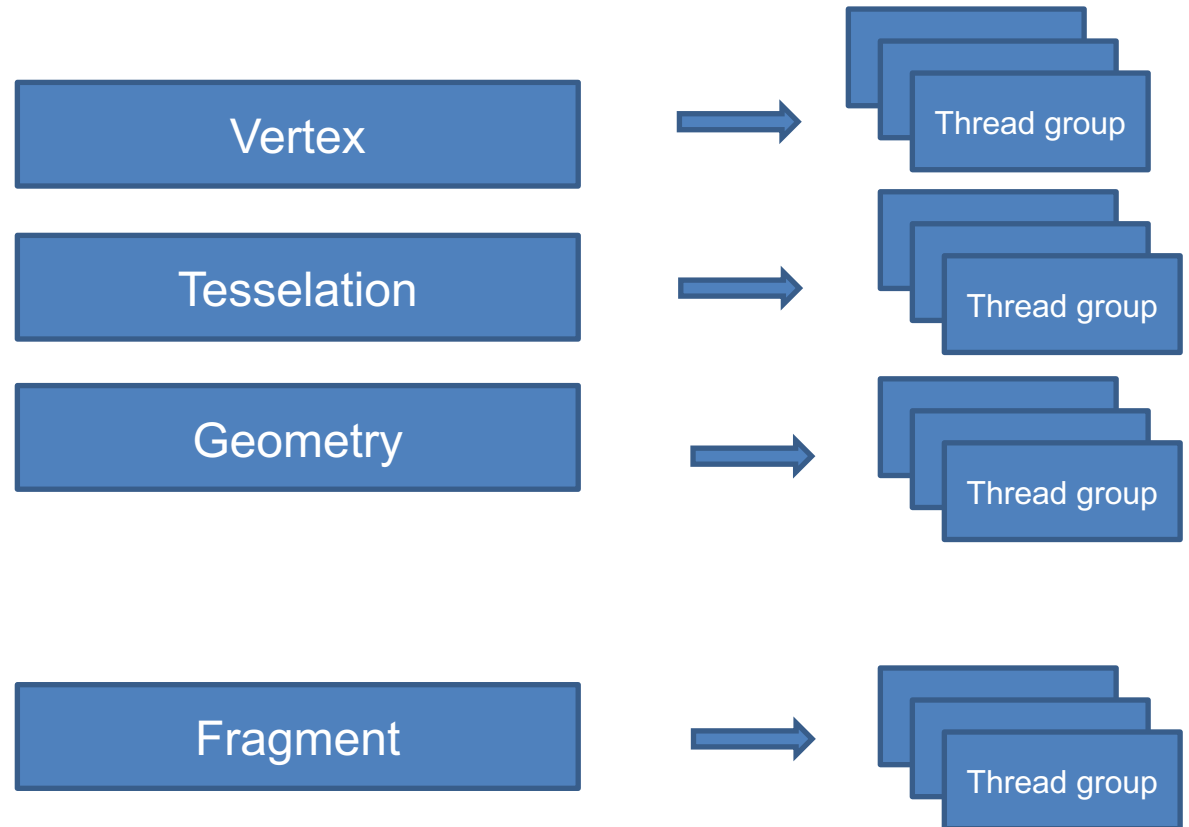 Vertex
Thread group
Tesselation
Thread group
Geometry
Thread group
Fragment
Thread group